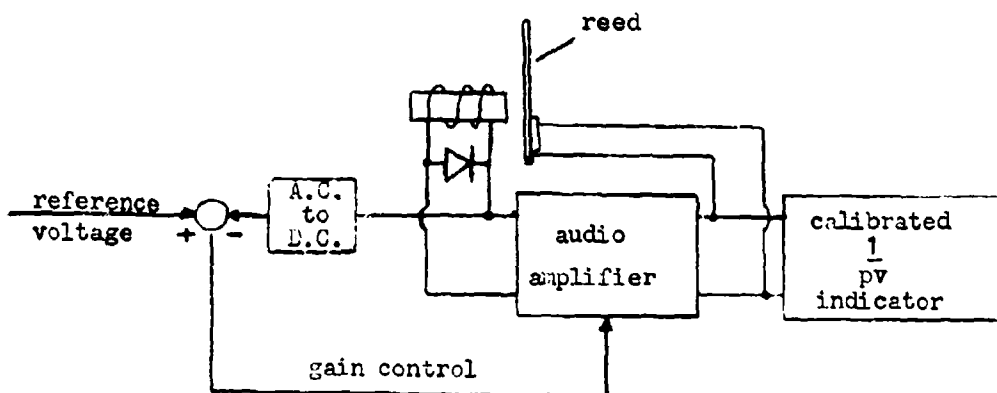 reed
reference
voltage
+
-
A.C.
to
D.C.
audio
amplifier
calibrated
1
pv
indicator
gain control